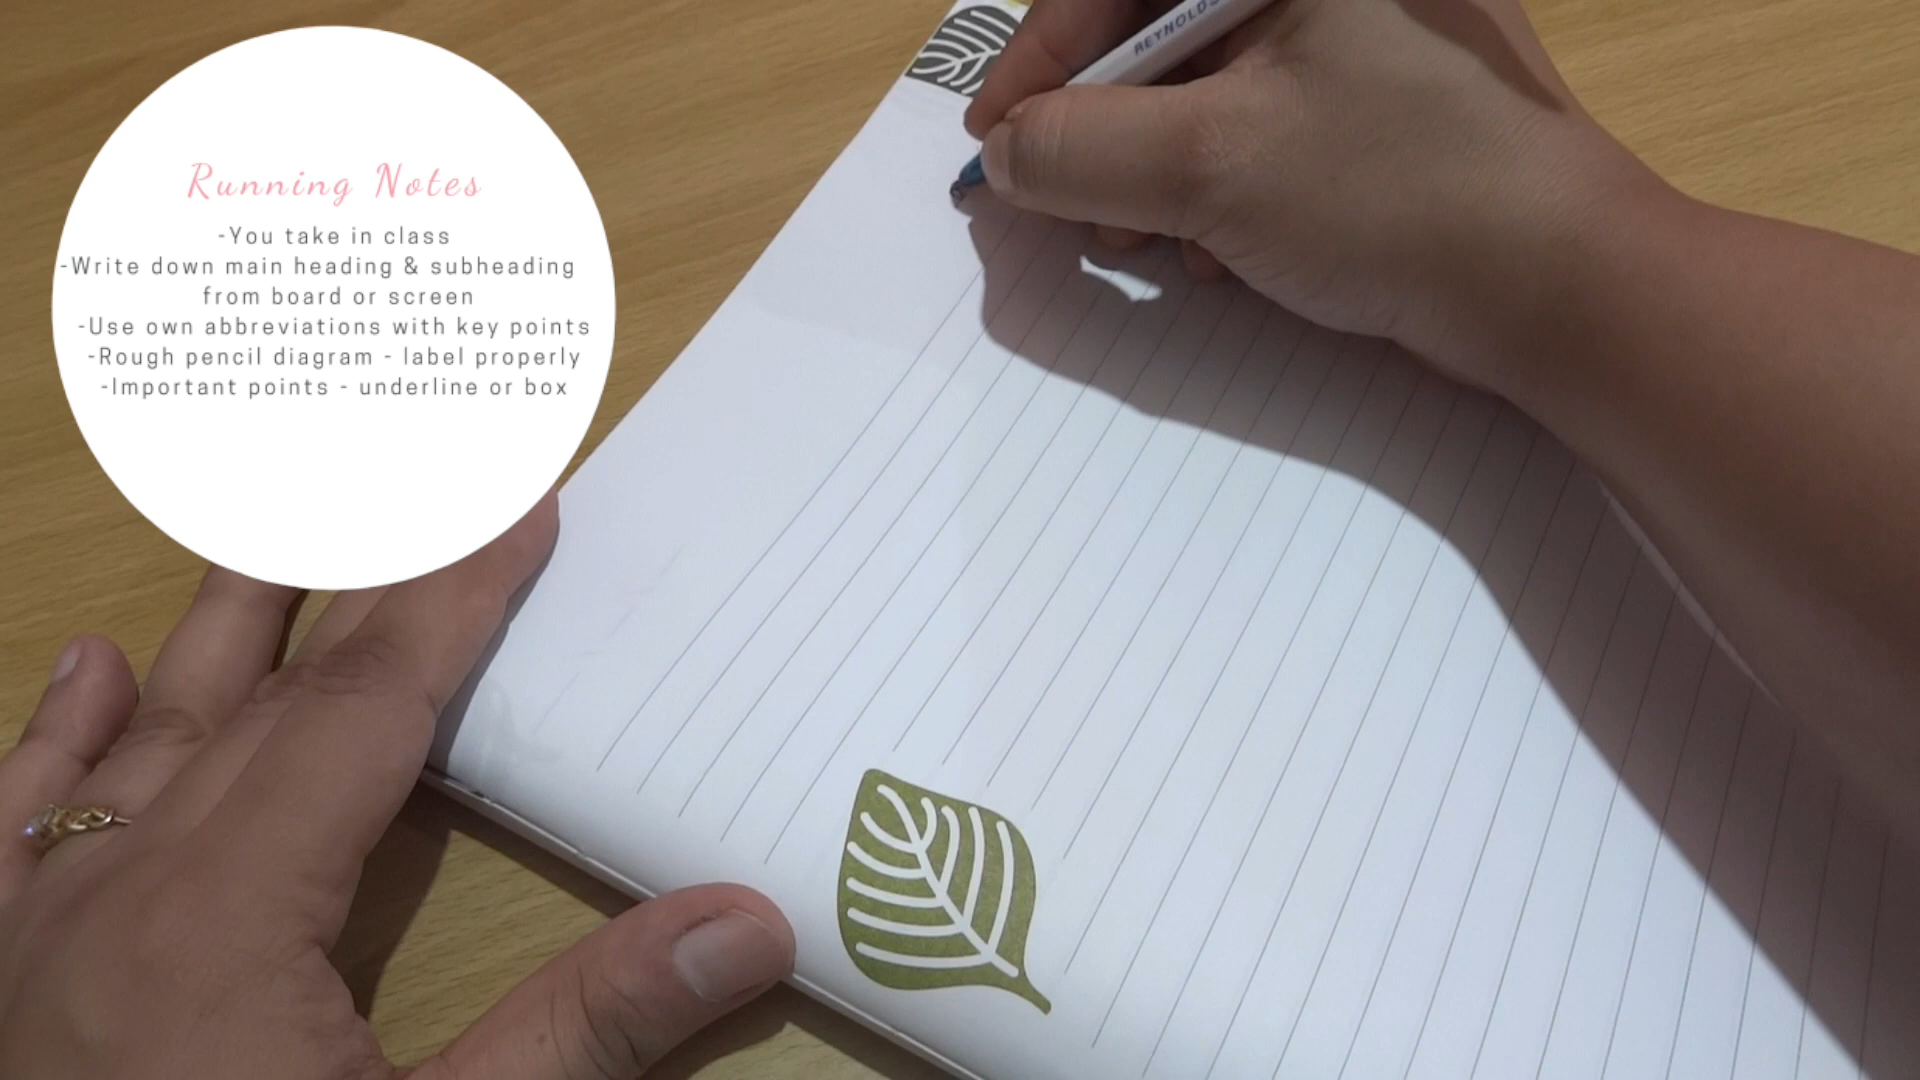 Running Notes
-You take in class
-Write down main heading & subheading
from board or screen
-Use own abbreviations with key points
-Rough pencil diagram - label properly
-Important points - underline or box
REYNOLDS